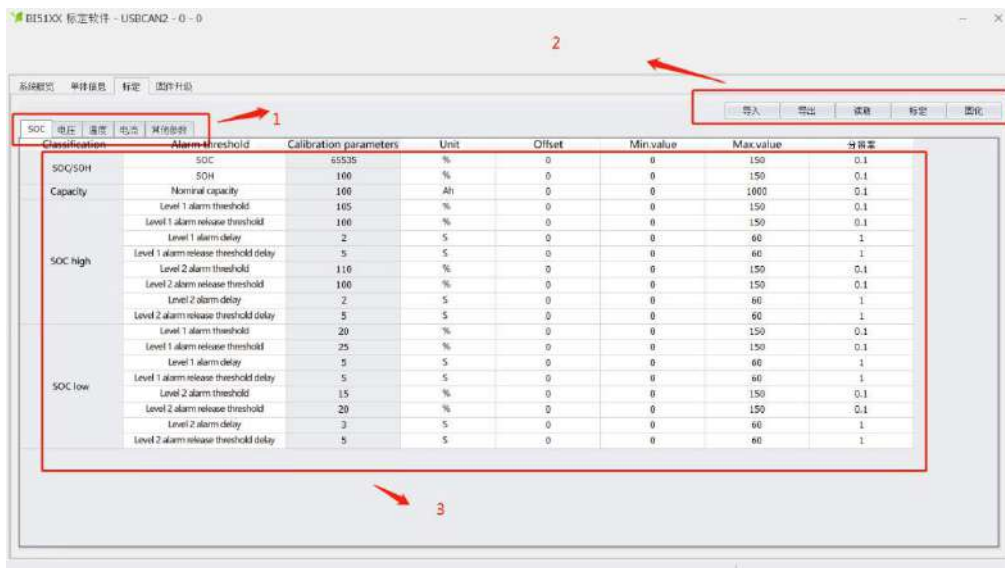 BI51XX 标定软件 - USBCAN2 - 0 - 0
2
系统概览 单体信息 标定 固件升级
导入 导出 读取 标定 固化
1
SOC 电压 温度 电流 其他参数
Classification Alarm threshold Calibration parameters Unit Offset Min.value Max.value 分辨率
SOC/SOH SOC 65535 % 0 0 150 0.1
SOH 100 % 0 0 150 0.1
Capacity Nominal capacity 100 Ah 0 0 1000 0.1
SOC high Level 1 alarm threshold 105 % 0 0 150 0.1
Level 1 alarm release threshold 100 % 0 0 150 0.1
Level 1 alarm delay 2 S 0 0 60 1
Level 1 alarm release threshold delay 5 S 0 0 60 1
Level 2 alarm threshold 110 % 0 0 150 0.1
Level 2 alarm release threshold 100 % 0 0 150 0.1
Level 2 alarm delay 2 S 0 0 60 1
Level 2 alarm release threshold delay 5 S 0 0 60 1
SOC low Level 1 alarm threshold 20 % 0 0 150 0.1
Level 1 alarm release threshold 25 % 0 0 150 0.1
Level 1 alarm delay 5 S 0 0 60 1
Level 1 alarm release threshold delay 5 S 0 0 60 1
Level 2 alarm threshold 15 % 0 0 150 0.1
Level 2 alarm release threshold 20 % 0 0 150 0.1
Level 2 alarm delay 3 S 0 0 60 1
Level 2 alarm release threshold delay 5 S 0 0 60 1
3